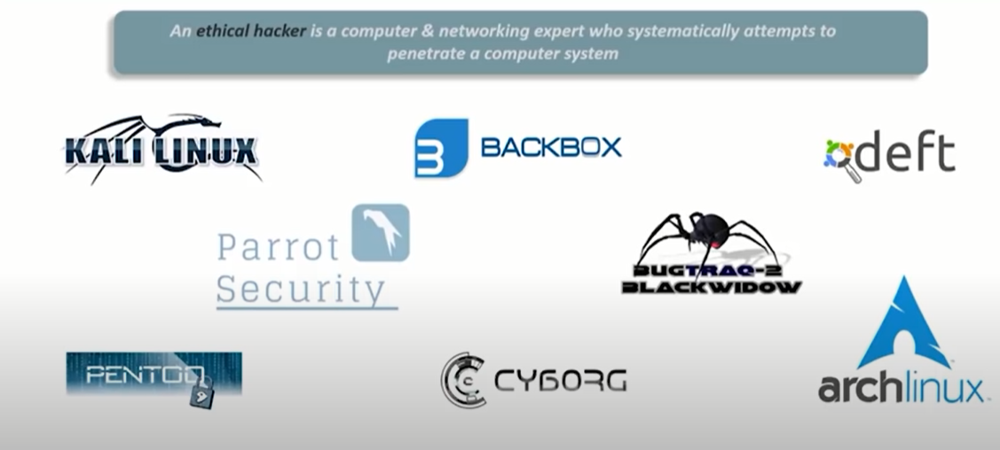 An ethical hacker is a computer & networking expert who systematically attempts to
penetrate a computer system
KALI LINUX
3 BACKBOX
deft
Parrot
Security
BUGTRAQ-2
BLACKWIDOW
PENTOO
CYBORG
archlinux